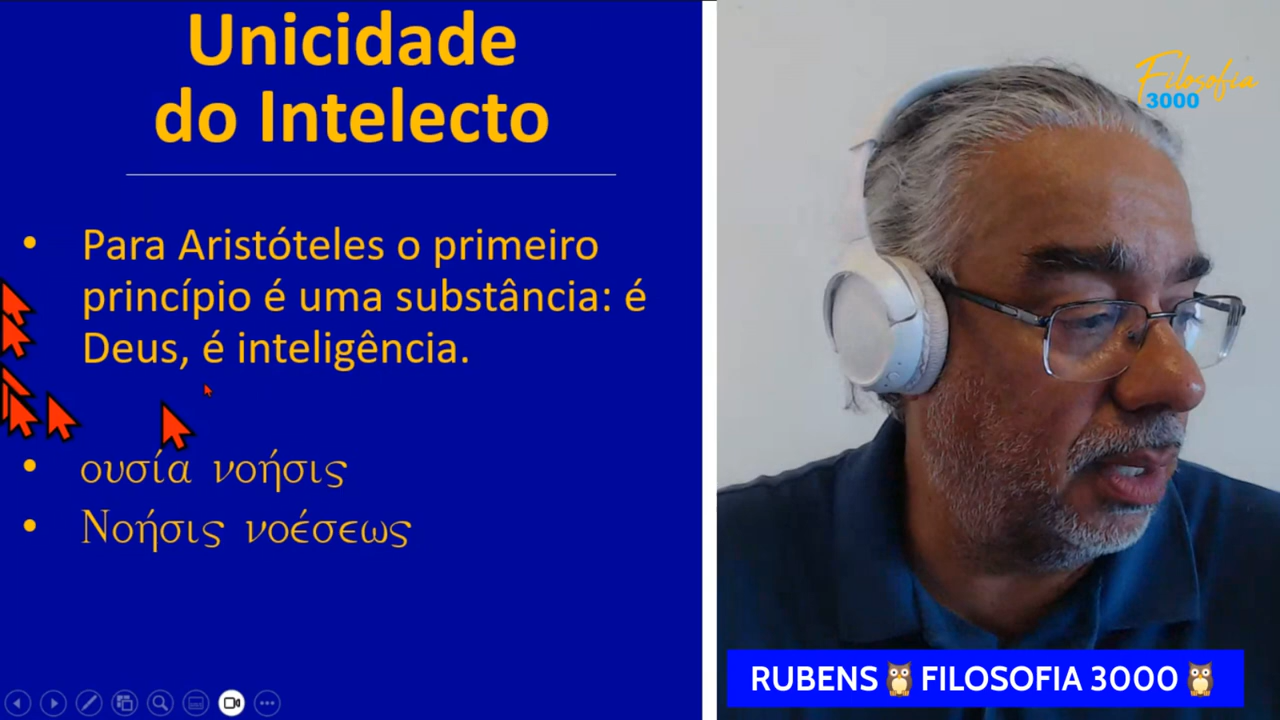 Unicidade
do Intelecto
• Para Aristóteles o primeiro
princípio é uma substância: é
Deus, é inteligência.
• ουσία νοήσις
• Νοήσις νοέσεως
Filosofia
3000
RUBENS🦉FILOSOFIA 3000🦉